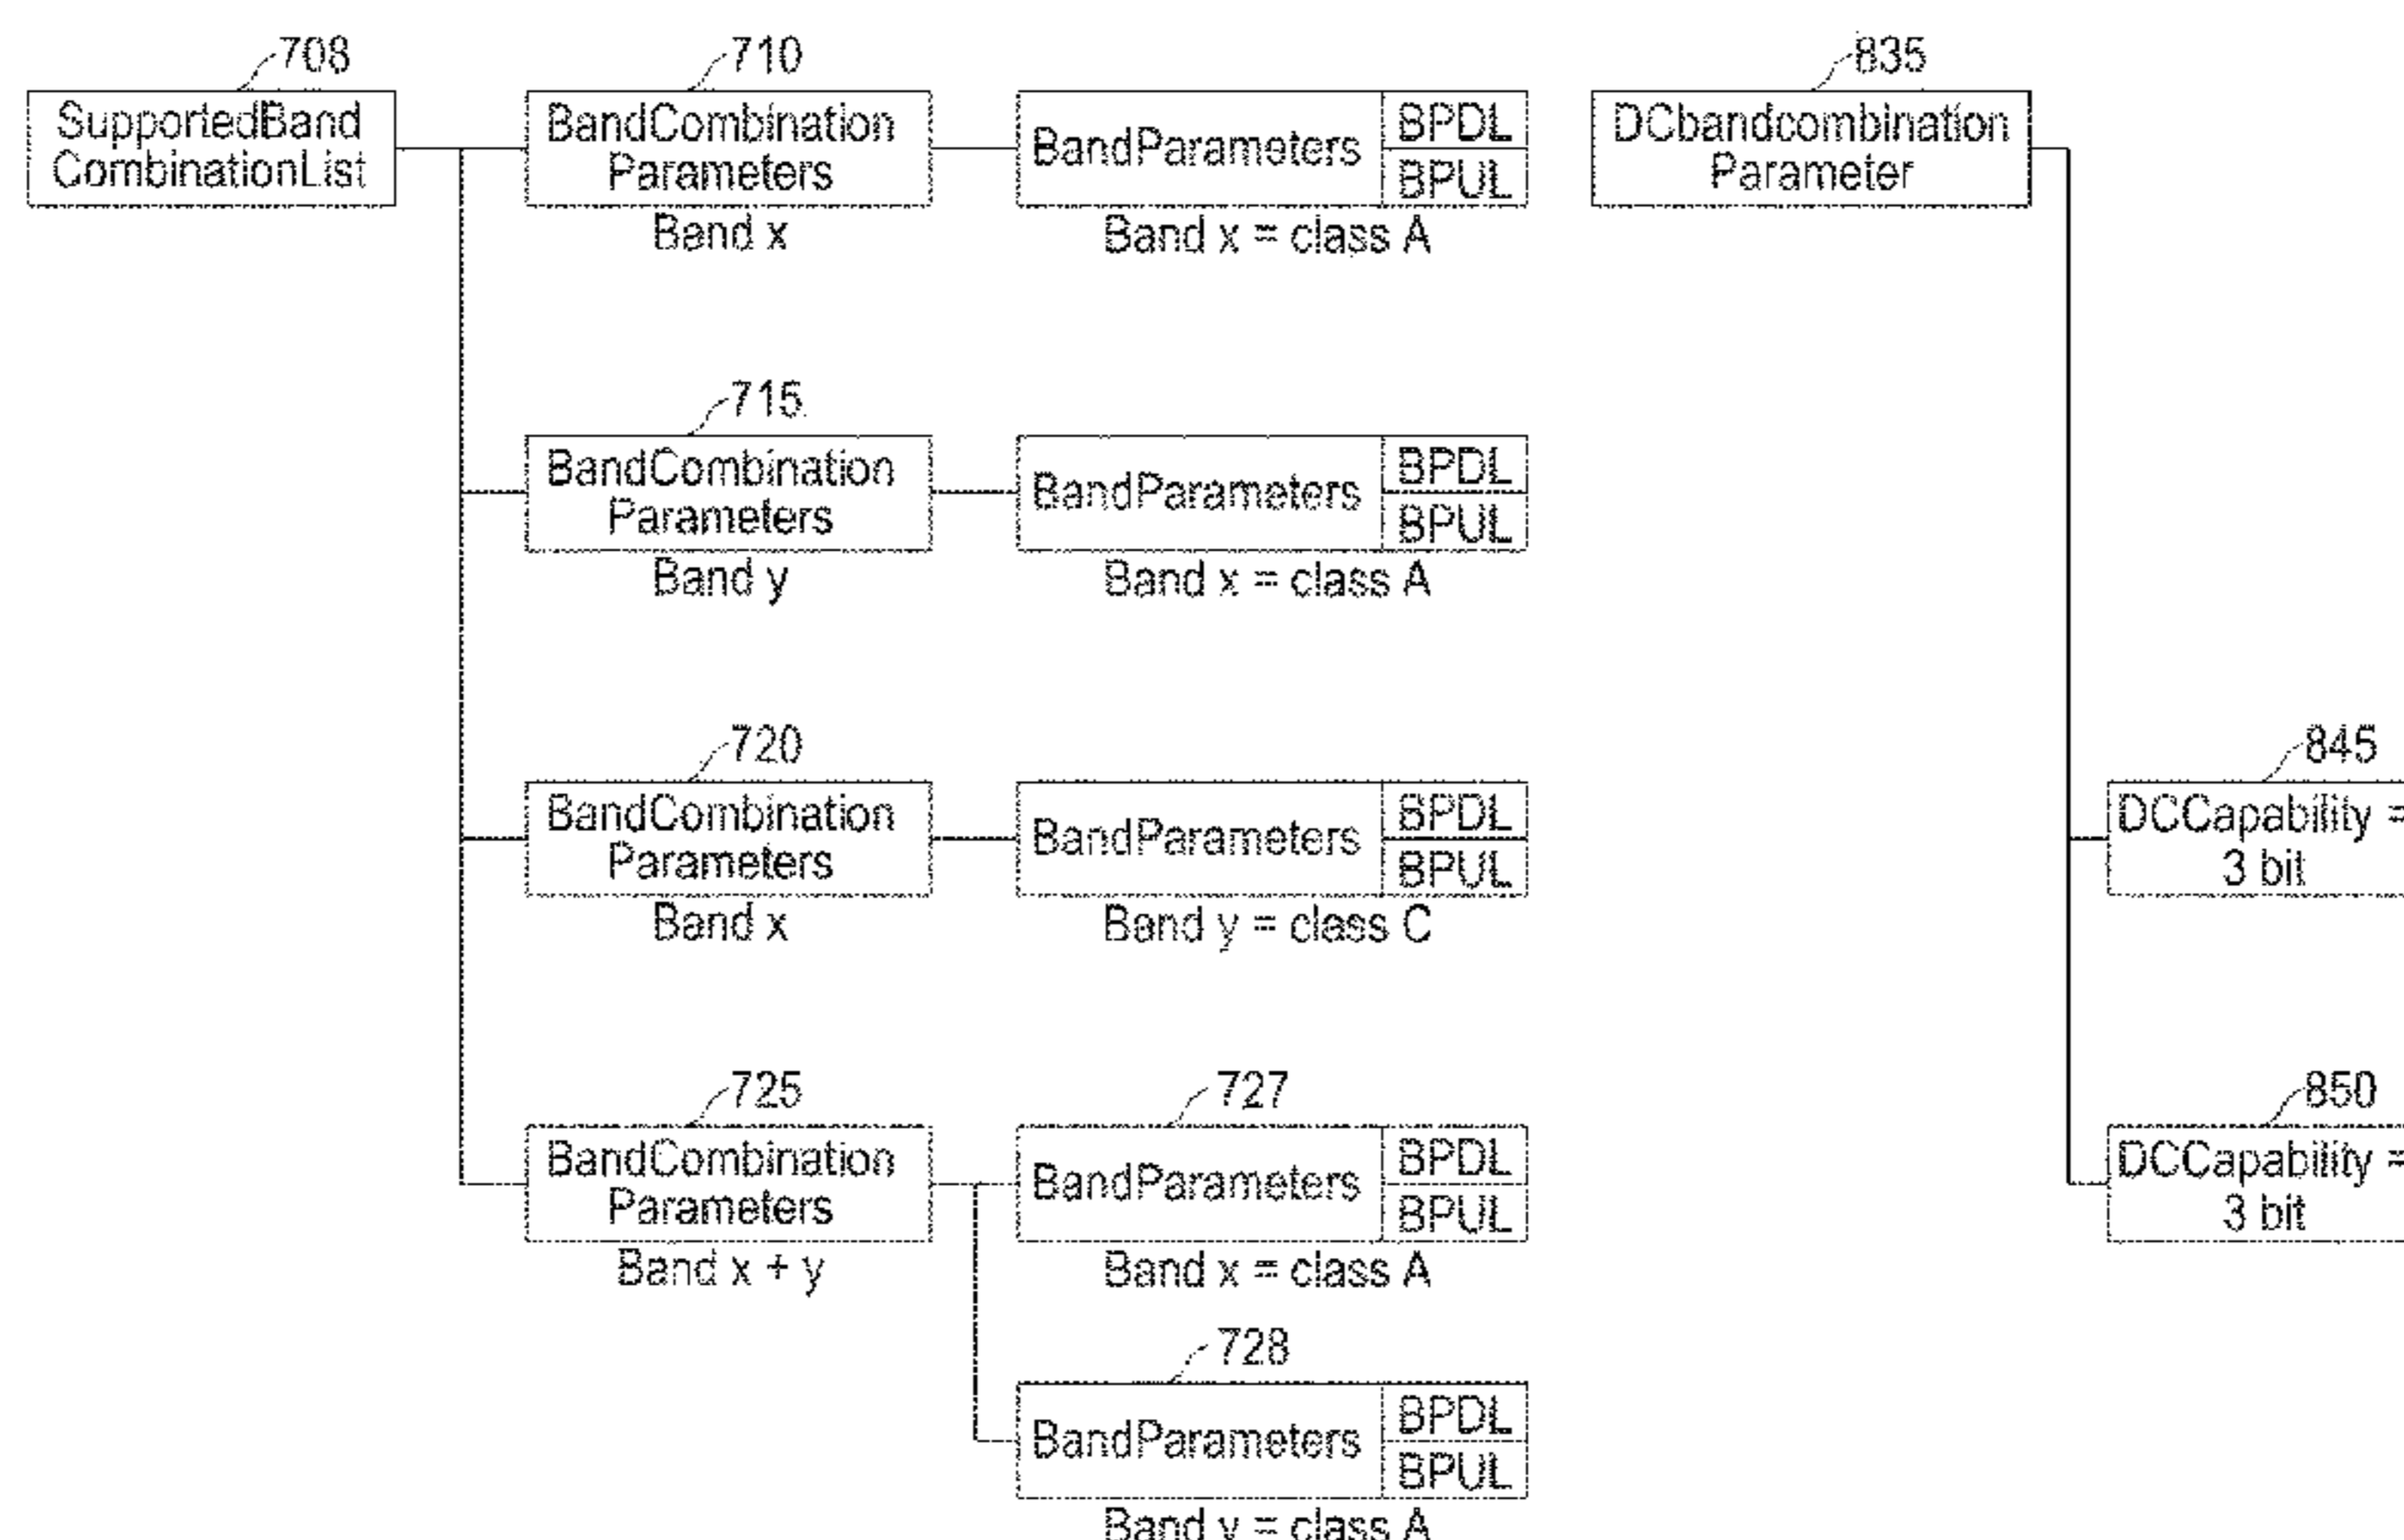 708
SupportedBand
CombinationList
710
BandCombination
Parameters
Band x
BandParameters
BPDL
BPUL
Band x = class A
835
DCbandcombination
Parameter
715
BandCombination
Parameters
Band y
BandParameters
BPDL
BPUL
Band x = class A
720
BandCombination
Parameters
Band x
BandParameters
BPDL
BPUL
Band y = class C
845
DCCapability =
3 bit
725
BandCombination
Parameters
Band x + y
727
BandParameters
BPDL
BPUL
Band x = class A
850
DCCapability =
3 bit
728
BandParameters
BPDL
BPUL
Band y = class A